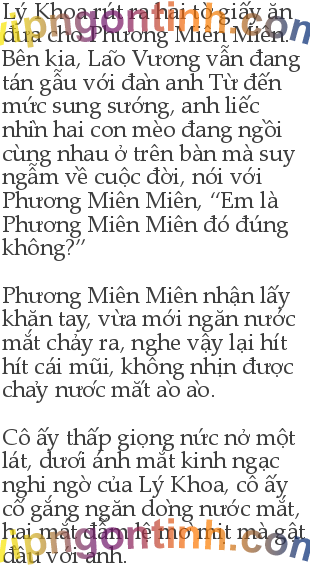 Lý Khoa rút ra hai tờ giấy ăn
đưa cho Phương Miên Miên.
Bên kia, Lão Vương vẫn đang
tán gẫu với đàn anh Từ đến
mức sung sướng, anh liếc
nhìn hai con mèo đang ngồi
cùng nhau ở trên bàn mà suy
ngẫm về cuộc đời, nói với
Phương Miên Miên, “Em là
Phương Miên Miên đó đúng
không?”
Phương Miên Miên nhận lấy
khăn tay, vừa mới ngăn nước
mắt chảy ra, nghe vậy lại hít
hít cái mũi, không nhịn được
chảy nước mắt ào ào.
Cô ấy thấp giọng nức nở một
lát, dưới ánh mắt kinh ngạc
nghi ngờ của Lý Khoa, cô ấy
cố gắng ngăn dòng nước mắt,
hai mắt đẫm lệ mờ mịt mà gật
đầu với anh.